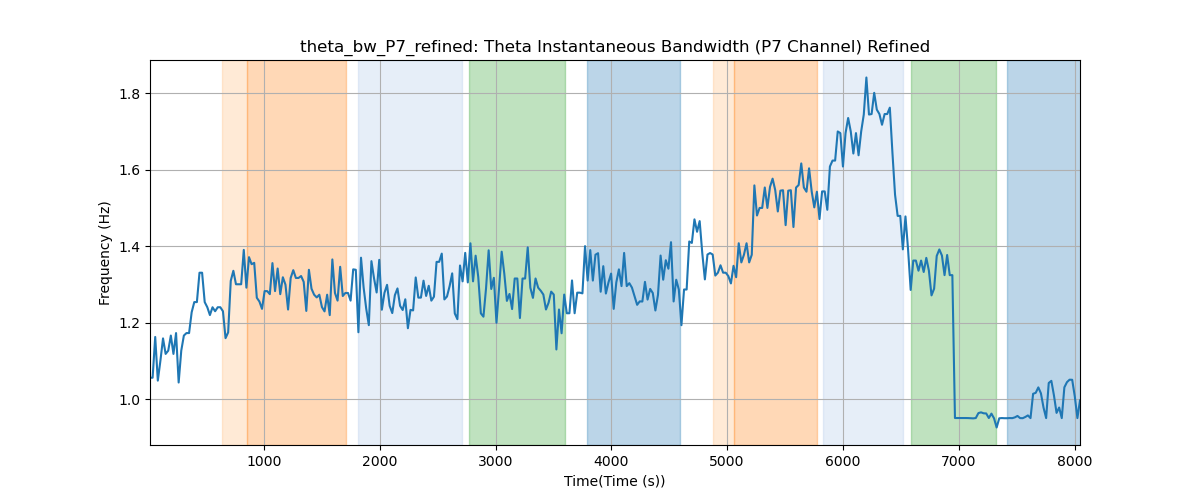 theta_bw_P7_refined: Theta Instantaneous Bandwidth (P7 Channel) Refined
Frequency (Hz)
1.8
1.6
1.4
1.2
1.0
1000 2000 3000 4000 5000 6000 7000 8000
Time(Time (s))